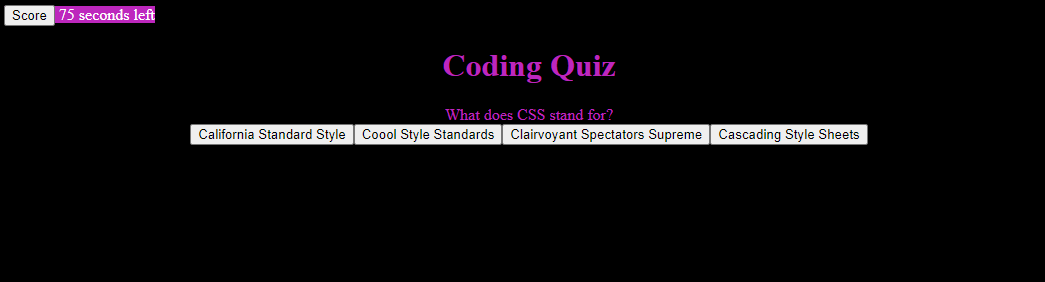 Score 75 seconds left
Coding Quiz
What does CSS stand for?
California Standard Style Coool Style Standards Clairvoyant Spectators Supreme Cascading Style Sheets